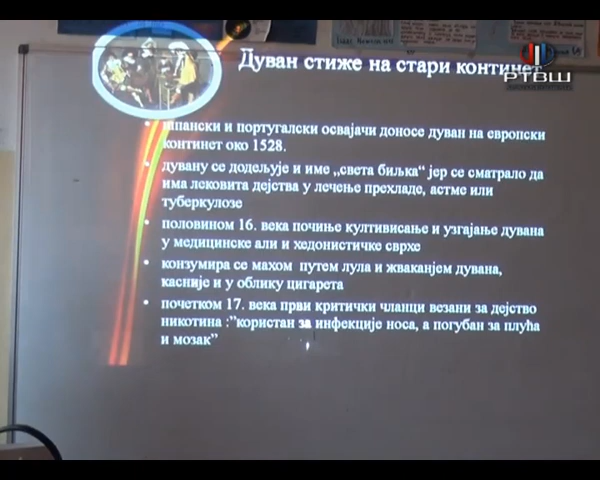 Дуван стиже на стари континет
РТВШ
шпански и португалски освајачи доносе дуван на европски
континет око 1528.
дувану се додељује и име „света биљка“ јер се сматрало да
има лековита дејства у лечење прехладе, астме или
туберкулозе
половином 16. века почиње култивисање и узгајање дувана
у медицинске али и хедонистичке сврхе
конзумира се махом путем лула и жвакањем дувана,
касније и у облику цигарета
почетком 17. века први критички чланци везани за дејство
никотина :”користан за инфекције носа, а погубан за плућа
и мозак”